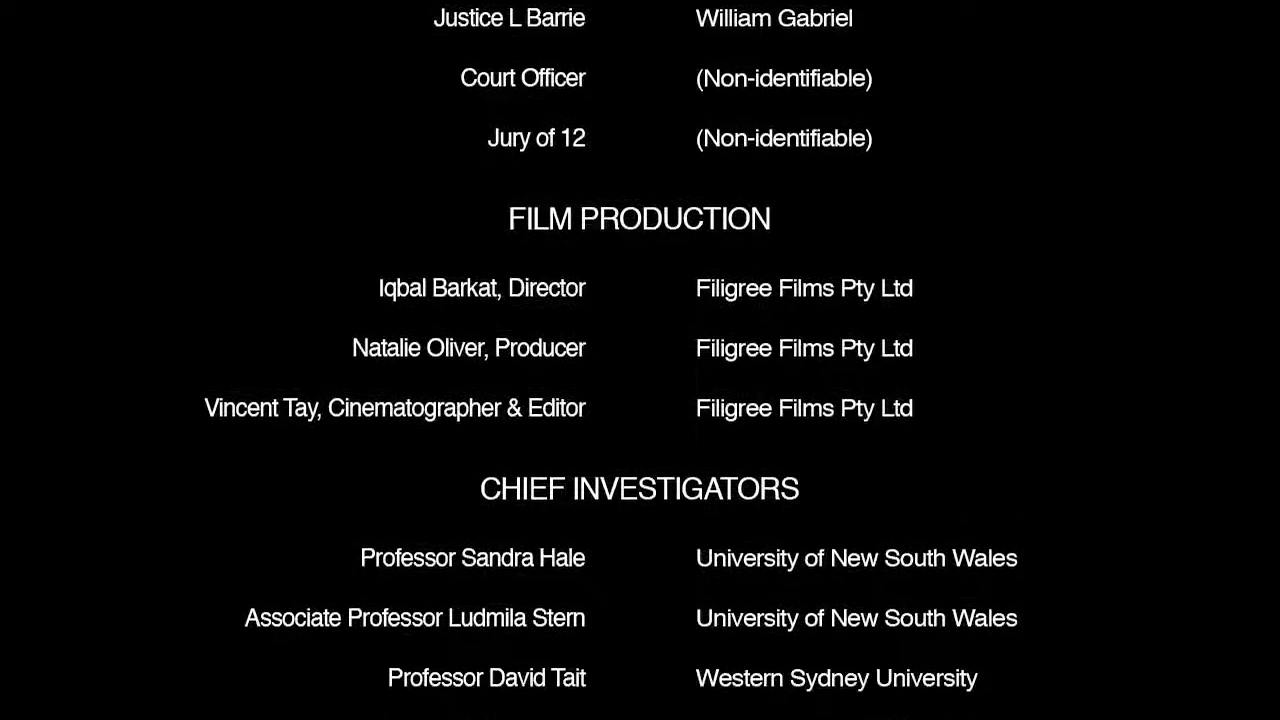 Justice L Barrie William Gabriel
Court Officer (Non-identifiable)
Jury of 12 (Non-identifiable)
FILM PRODUCTION
Iqbal Barkat, Director Filigree Films Pty Ltd
Natalie Oliver, Producer Filigree Films Pty Ltd
Vincent Tay, Cinematographer & Editor Filigree Films Pty Ltd
CHIEF INVESTIGATORS
Professor Sandra Hale University of New South Wales
Associate Professor Ludmila Stern University of New South Wales
Professor David Tait Western Sydney University